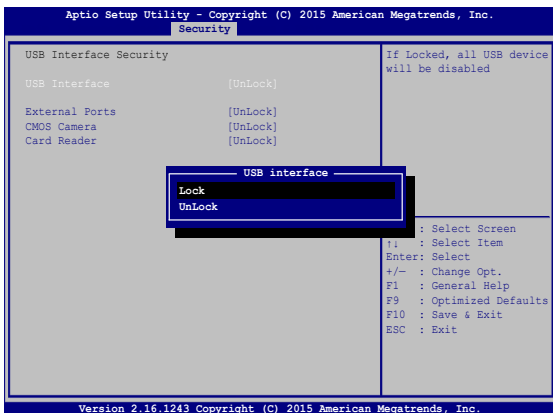 Aptio Setup Utility - Copyright (C) 2015 American Megatrends, Inc.
Security
USB Interface Security
USB Interface [UnLock]
External Ports [UnLock]
CMOS Camera [UnLock]
Card Reader [UnLock]
If Locked, all USB device
will be disabled
USB interface
Lock
UnLock
: Select Screen
↑↓ : Select Item
Enter: Select
+/— : Change Opt.
F1 : General Help
F9 : Optimized Defaults
F10 : Save & Exit
ESC : Exit
Version 2.16.1243 Copyright (C) 2015 American Megatrends, Inc.